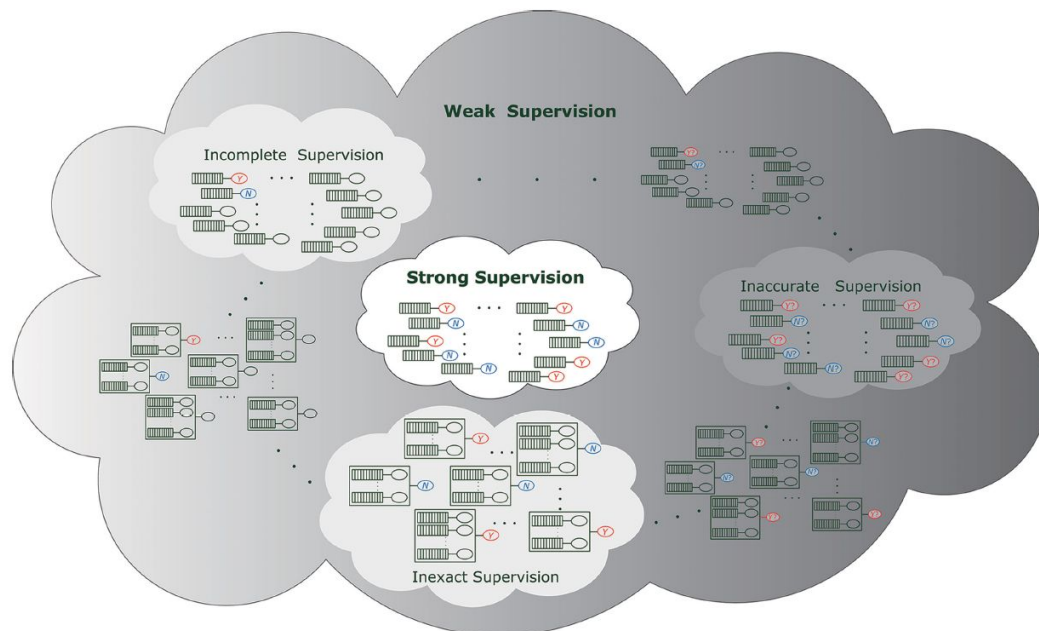 Weak Supervision
Incomplete Supervision
Y
N
Y?
N?
Strong Supervision
Y Y
N N
Y N
N Y
N Y
Inaccurate Supervision
Y? Y?
N? N?
Y? N?
N? Y?
N? Y?
Y
N
Y N
N N
Y Y
Inexact Supervision
Y? N?
N? N?
Y? Y?